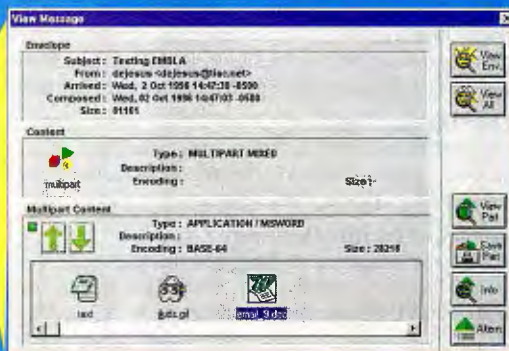 View Message
Envelope
Subject: Testing EMBLA
From: dejesus <dejesus@tiac.net>
Arrived: Wed, 2 Oct 1996 14:47:38 -0500
Composed: Wed, 02 Oct 1996 14:47:03 -0500
Size: 81161
View Env.
View All
Content
multipart
Type: MULTIPART MIXED
Description:
Encoding:
Size:
Multipart Content
Type: APPLICATION / MSWORD
Description:
Encoding: BASE-64
Size: 28216
text
email_9.doc
View Part
Save Part
Info